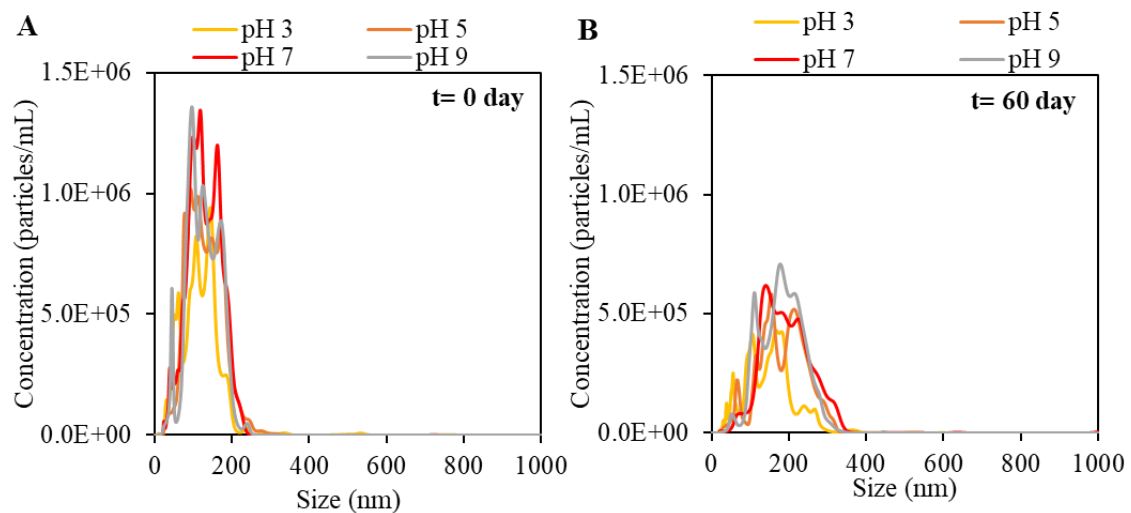 A
pH 3 pH 5
pH 7 pH 9
1.5E+06
1.0E+06
5.0E+05
0.0E+00
Concentration (particles/mL)
t= 0 day
0 200 400 600 800 1000
Size (nm)
B
pH 3 pH 5
pH 7 pH 9
1.5E+06
1.0E+06
5.0E+05
0.0E+00
Concentration (particles/mL)
t= 60 day
0 200 400 600 800 1000
Size (nm)